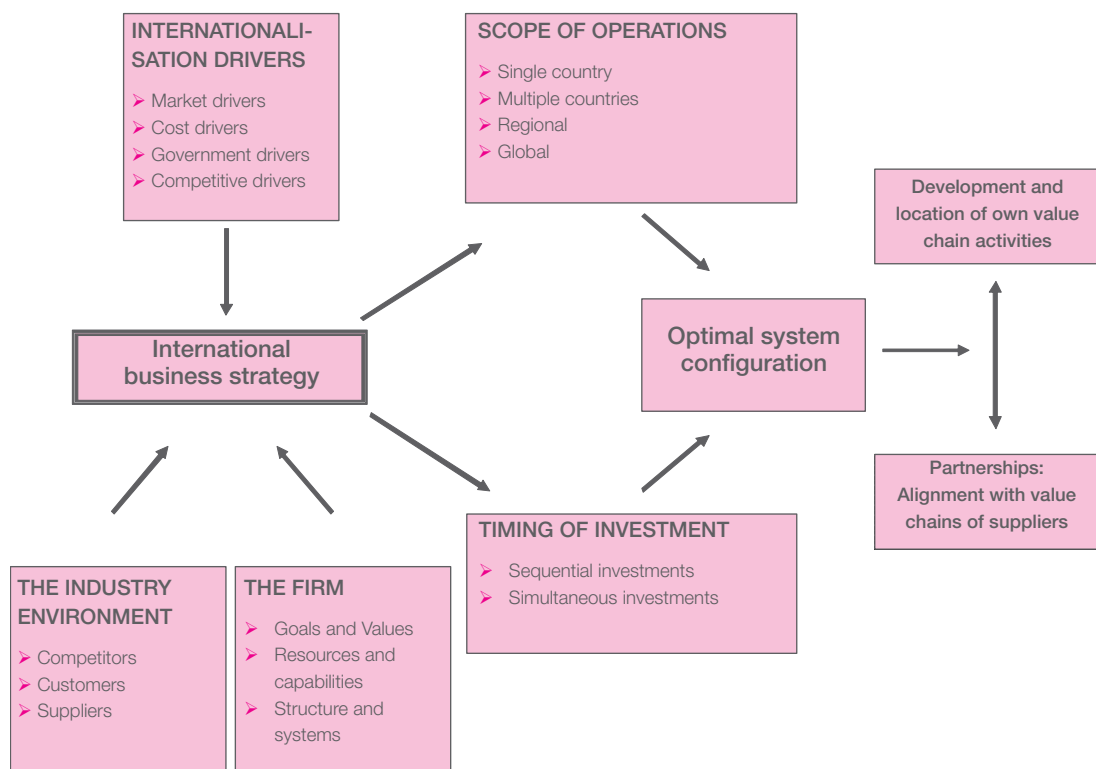 INTERNATIONALI-
SATION DRIVERS
➢ Market drivers
➢ Cost drivers
➢ Government drivers
➢ Competitive drivers
SCOPE OF OPERATIONS
➢ Single country
➢ Multiple countries
➢ Regional
➢ Global
Development and
location of own value
chain activities
International
business strategy
Optimal system
configuration
Partnerships:
Alignment with value
chains of suppliers
TIMING OF INVESTMENT
➢ Sequential investments
➢ Simultaneous investments
THE INDUSTRY
ENVIRONMENT
➢ Competitors
➢ Customers
➢ Suppliers
THE FIRM
➢ Goals and Values
➢ Resources and
capabilities
➢ Structure and
systems